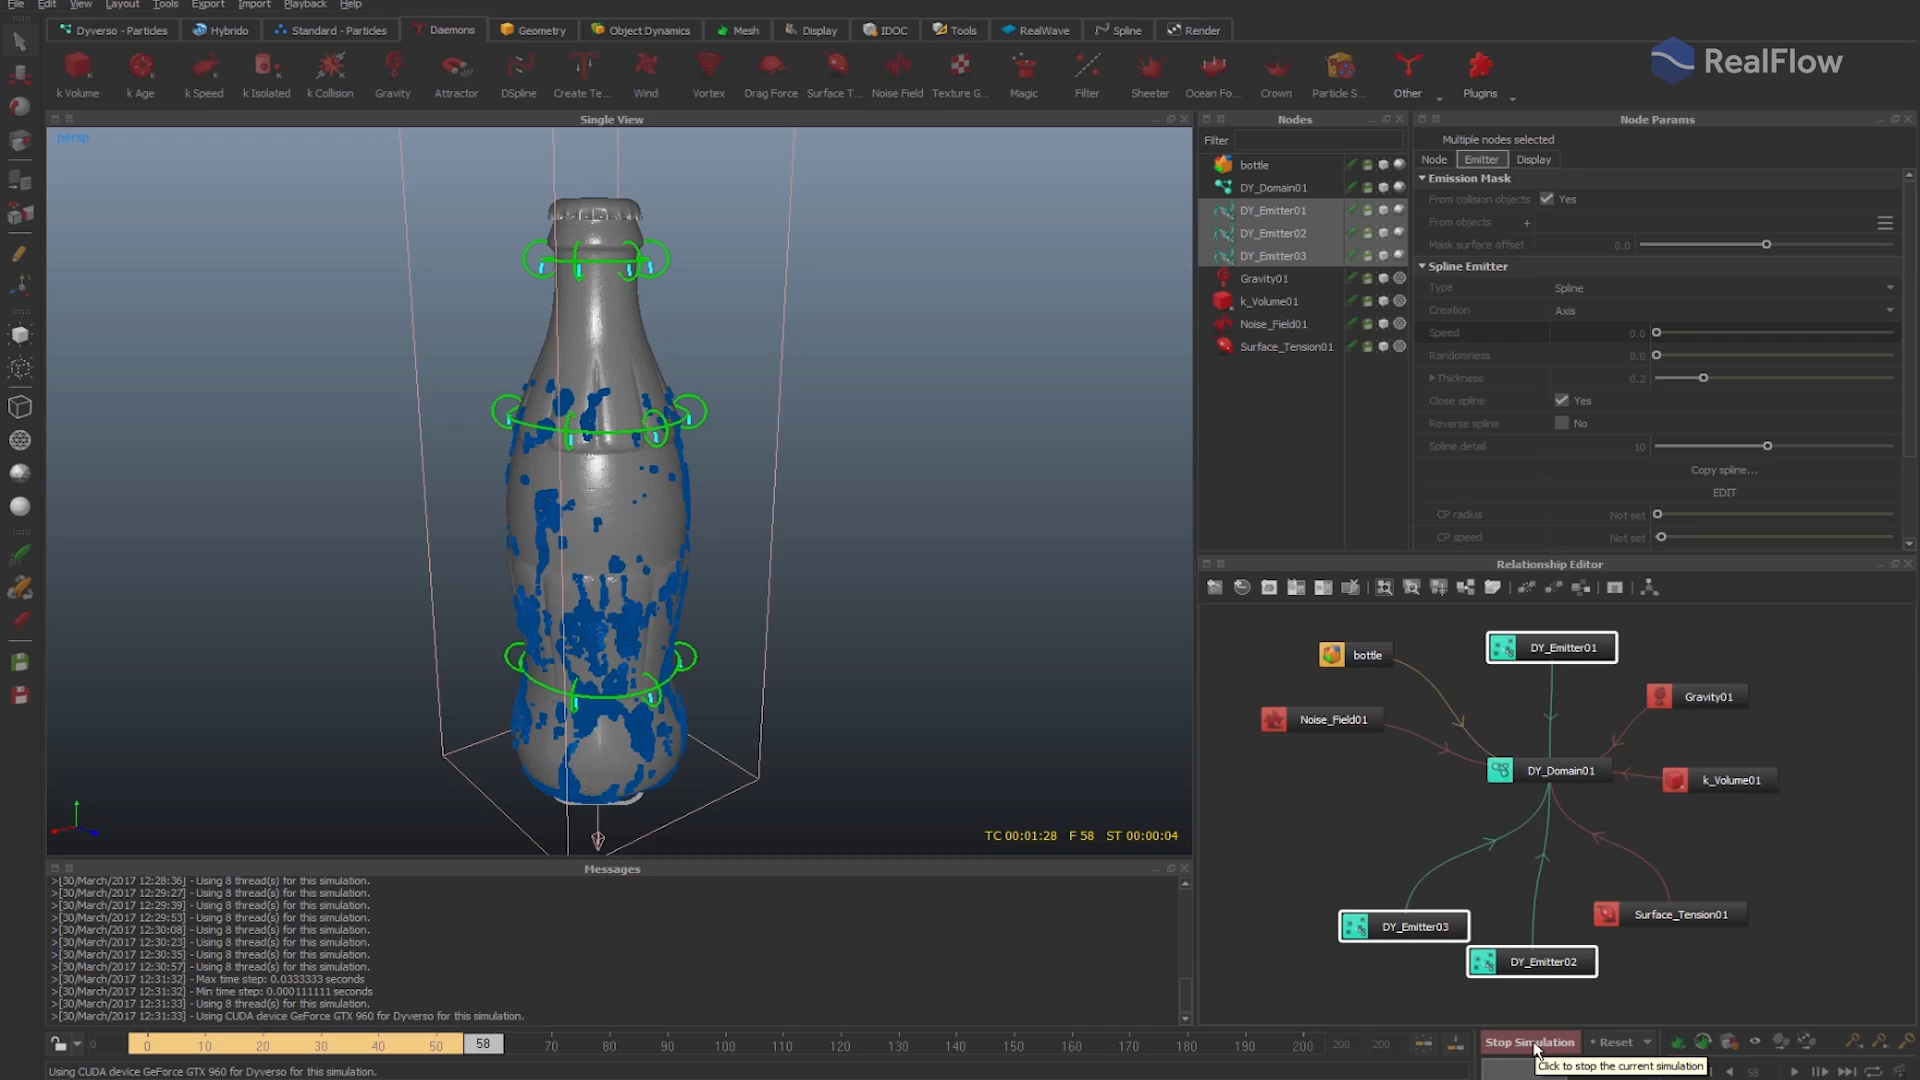 File Edit View Layout Tools Export Import Playback Help
Dyverso - Particles Hybrido Standard - Particles Daemons Geometry Object Dynamics Mesh Display IDOC Tools RealWave Spline Render
k Volume k Age k Speed k Isolated k Collision Gravity Attractor DSpline Create Te... Wind Vortex Drag Force Surface T... Noise Field Texture G... Magic Filter Sheeter Ocean Fo... Crown Particle S... Other Plugins
RealFlow
Single View
persp
TC 00:01:28 F 58 ST 00:00:04
Nodes
Filter
bottle
DY_Domain01
DY_Emitter01
DY_Emitter02
DY_Emitter03
Gravity01
k_Volume01
Noise_Field01
Surface_Tension01
Node Params
Multiple nodes selected
Node Emitter Display
Emission Mask
From collision objects Yes
From objects +
Mask surface offset 0.0
Spline Emitter
Type Spline
Creation Axis
Speed 0.0
Randomness 0.0
Thickness 0.2
Close spline Yes
Reverse spline No
Spline detail 10
Copy spline...
EDIT
CP radius Not set
CP speed Not set
Relationship Editor
DY_Emitter01
bottle
Gravity01
Noise_Field01
DY_Domain01
k_Volume01
Surface_Tension01
DY_Emitter03
DY_Emitter02
Messages
>[30/March/2017 12:28:36] - Using 8 thread(s) for this simulation.
>[30/March/2017 12:29:27] - Using 8 thread(s) for this simulation.
>[30/March/2017 12:29:39] - Using 8 thread(s) for this simulation.
>[30/March/2017 12:29:53] - Using 8 thread(s) for this simulation.
>[30/March/2017 12:30:08] - Using 8 thread(s) for this simulation.
>[30/March/2017 12:30:23] - Using 8 thread(s) for this simulation.
>[30/March/2017 12:30:35] - Using 8 thread(s) for this simulation.
>[30/March/2017 12:30:57] - Using 8 thread(s) for this simulation.
>[30/March/2017 12:31:32] - Max time step: 0.0333333 seconds
>[30/March/2017 12:31:32] - Min time step: 0.000111111 seconds
>[30/March/2017 12:31:33] - Using 8 thread(s) for this simulation.
>[30/March/2017 12:31:33] - Using CUDA device GeForce GTX 960 for Dyverso for this simulation.
0 0 10 20 30 40 50 58 70 80 90 100 110 120 130 140 150 160 170 180 190 200 200 200
Stop Simulation Reset
Click to stop the current simulation
58
Using CUDA device GeForce GTX 960 for Dyverso for this simulation.